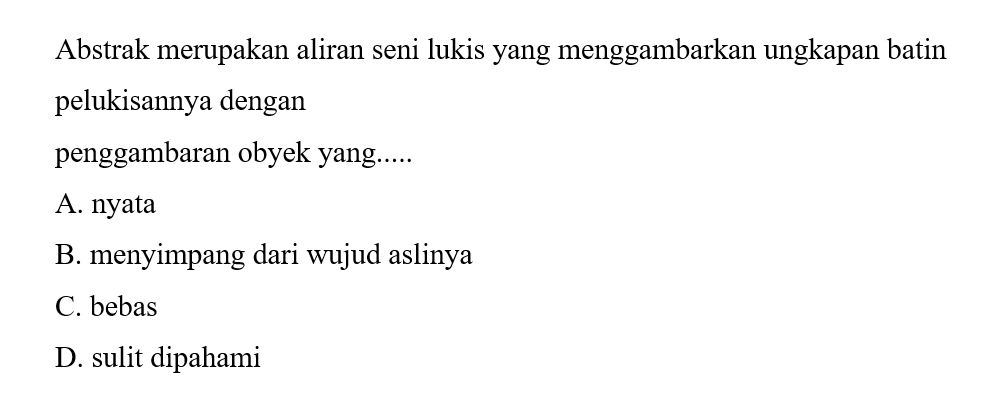 Abstrak merupakan aliran seni lukis yang menggambarkan ungkapan batin
pelukisannya dengan
penggambaran obyek yang.....
A. nyata
B. menyimpang dari wujud aslinya
C. bebas
D. sulit dipahami